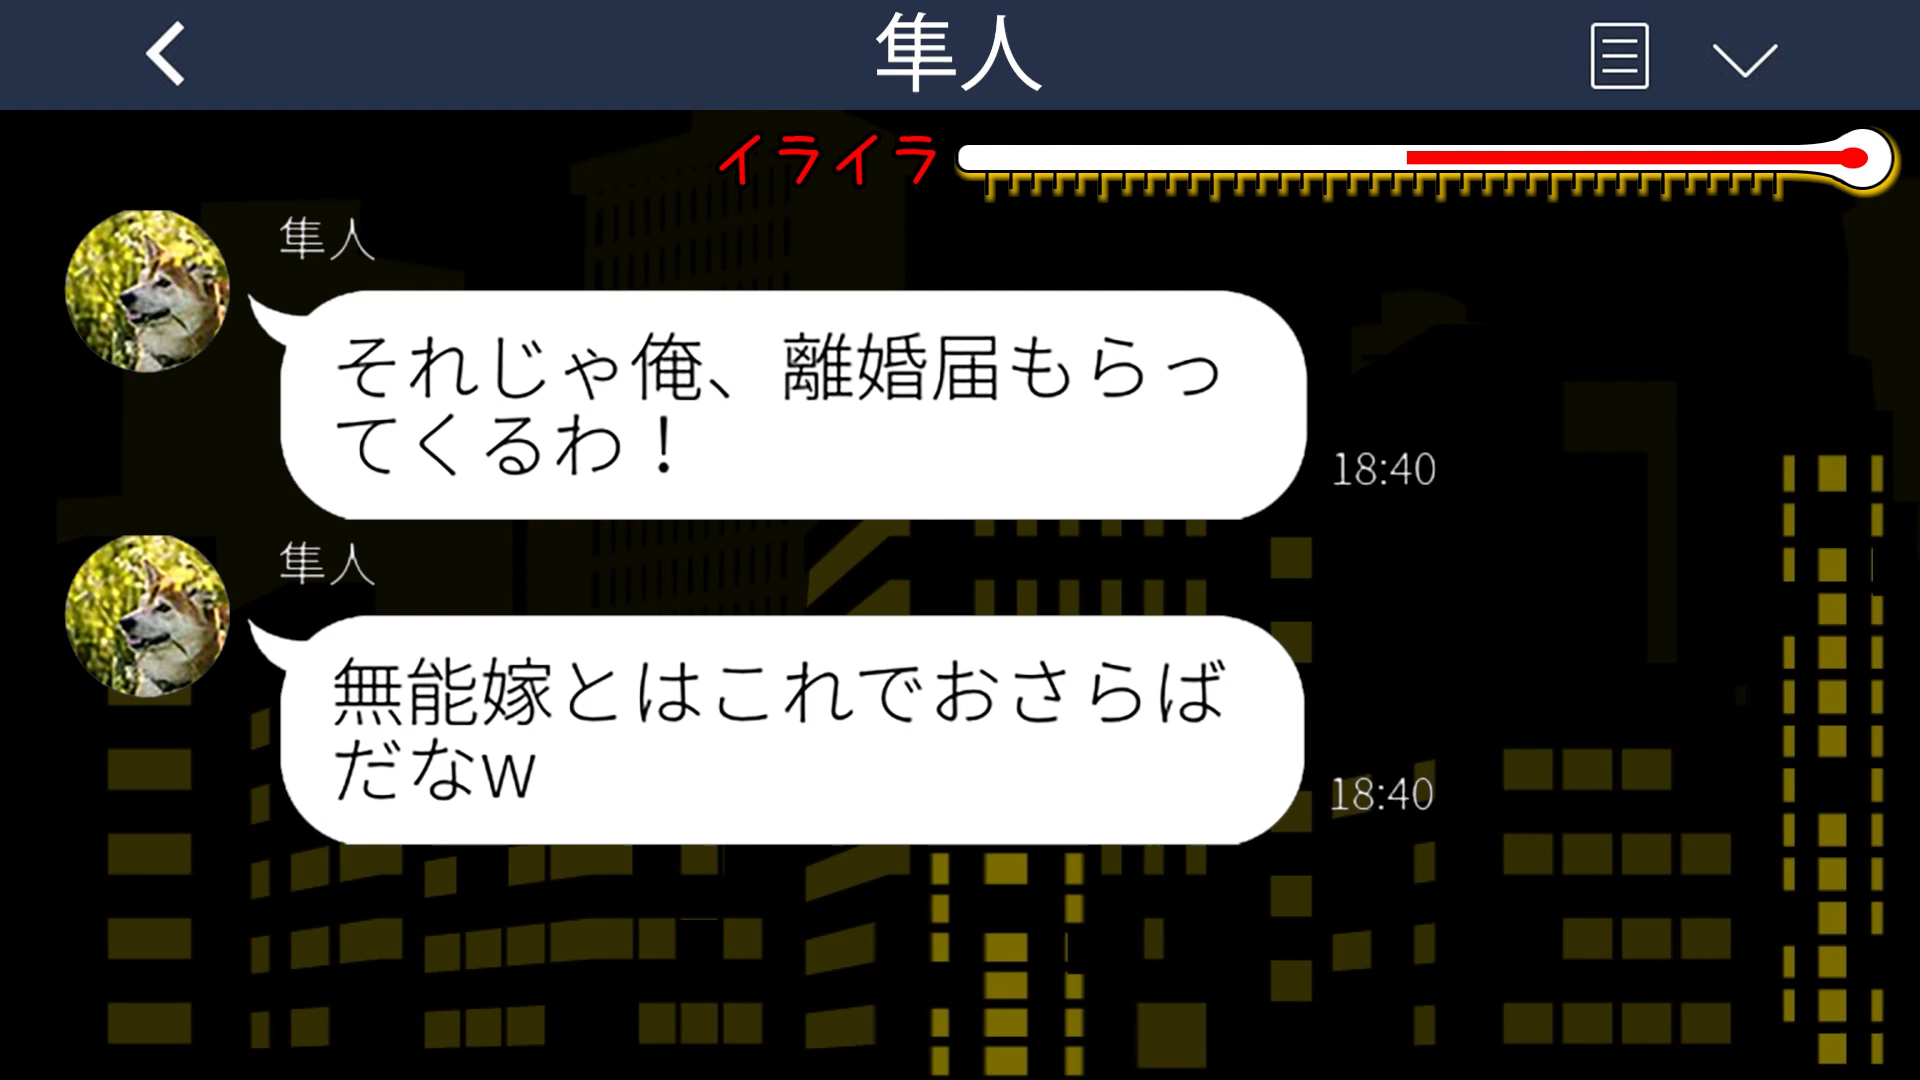 隼人
イライラ
隼人
それじゃ俺、離婚届もらっ
てくるわ！
18:40
隼人
無能嫁とはこれでおさらば
だなw
18:40